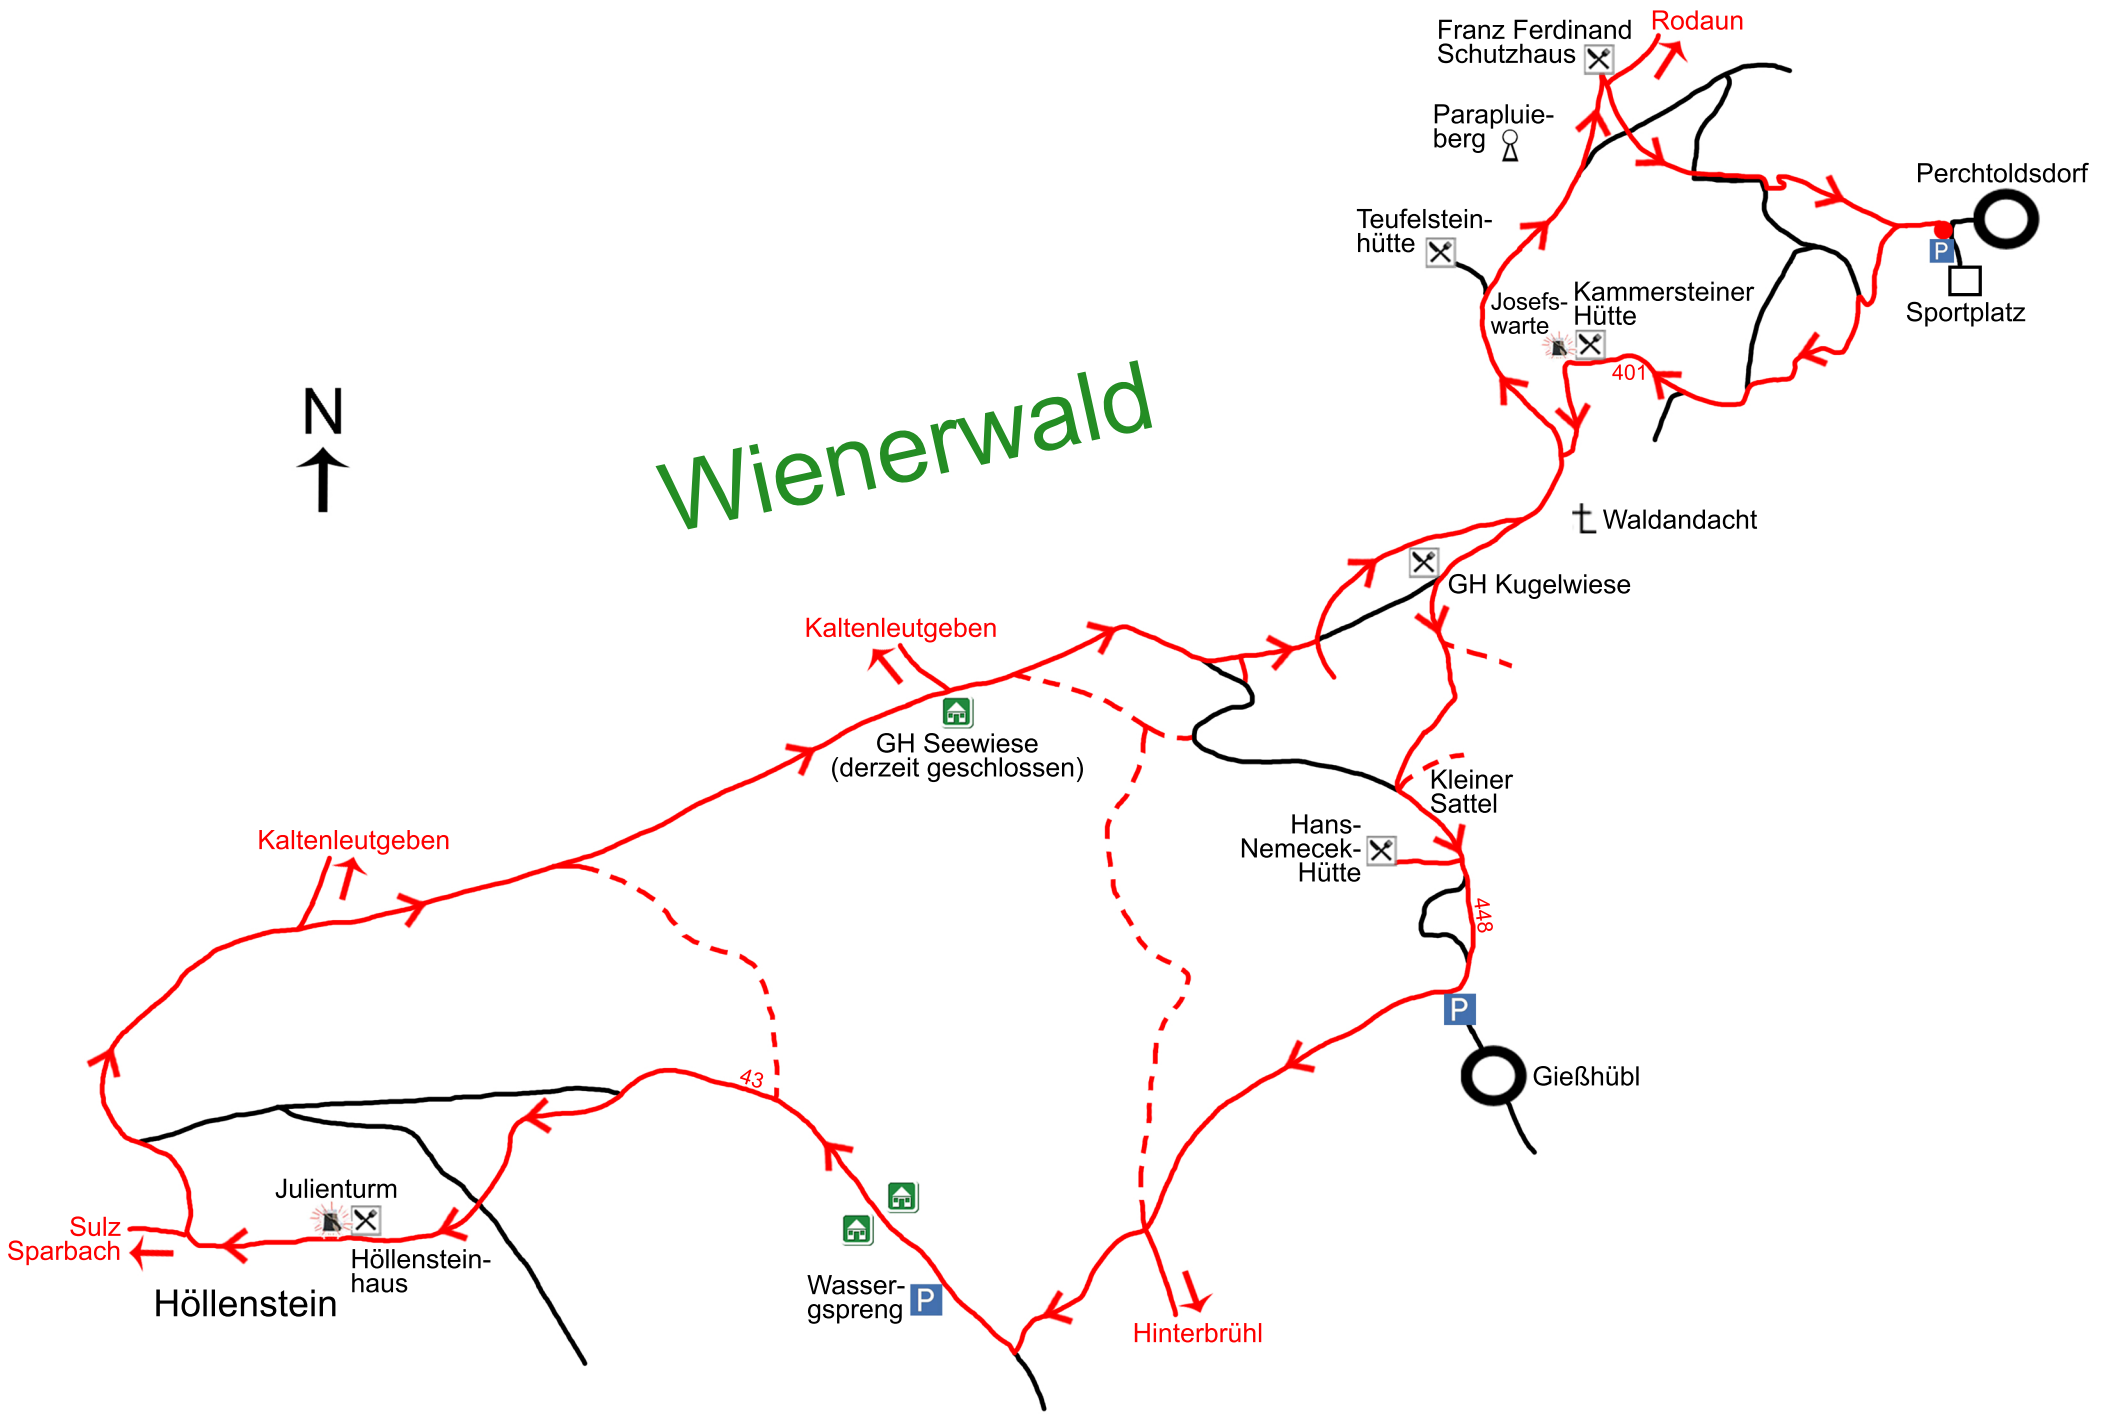 Franz Ferdinand
Schutzhaus
Rodaun
Parapluie-
berg
Perchtoldsdorf
P
Sportplatz
Teufelstein-
hütte
Josefs-
warte
Kammersteiner
Hütte
401
N
Wienerwald
Waldandacht
GH Kugelwiese
Kaltenleutgeben
GH Seewiese
(derzeit geschlossen)
Kleiner
Sattel
Hans-
Nemecek-
Hütte
448
Kaltenleutgeben
P
Gießhübl
43
Julienturm
Sulz
Sparbach
Höllenstein-
haus
Höllenstein
Wasser-
gspreng
P
Hinterbrühl